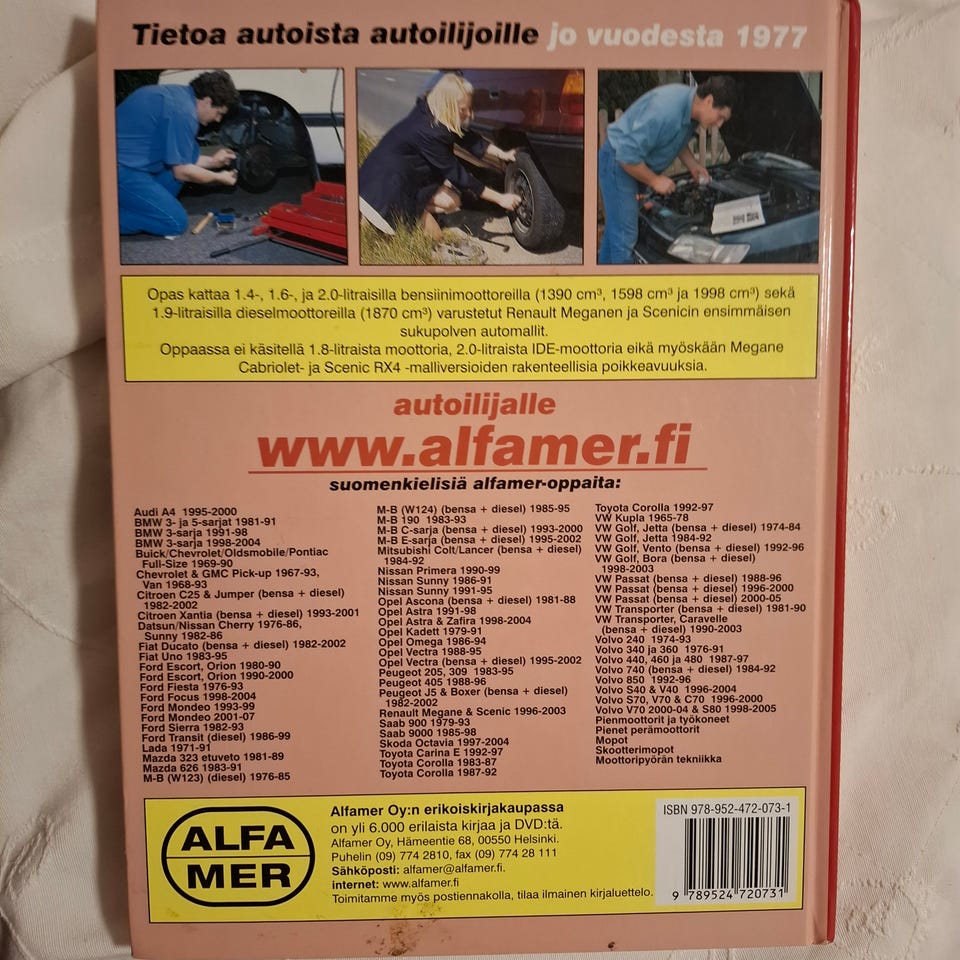 Tietoa autoista autoilijoille jo vuodesta 1977
Opas kattaa 1.4-, 1.6-, ja 2.0-litraisilla bensiinimoottoreilla (1390 cm³, 1598 cm³ ja 1998 cm³) sekä
1.9-litraisilla dieselmoottoreilla (1870 cm³) varustetut Renault Meganen ja Scenicin ensimmäisen
sukupolven automallit.
Oppaassa ei käsitellä 1.8-litraista moottoria, 2.0-litraista IDE-moottoria eikä myöskään Megane
Cabriolet- ja Scenic RX4 -malliversioiden rakenteellisia poikkeavuuksia.
autoilijalle
www.alfamer.fi
suomenkielisiä alfamer-oppaita:
Audi A4 1995-2000
BMW 3- ja 5-sarjat 1981-91
BMW 3-sarja 1991-98
BMW 3-sarja 1998-2004
Buick/Chevrolet/Oldsmobile/Pontiac
Full-Size 1969-90
Chevrolet & GMC Pick-up 1967-93,
Van 1968-93
Citroen C25 & Jumper (bensa + diesel)
1982-2002
Citroen Xantia (bensa + diesel) 1993-2001
Datsun/Nissan Cherry 1976-86,
Sunny 1982-86
Fiat Ducato (bensa + diesel) 1982-2002
Fiat Uno 1983-95
Ford Escort, Orion 1980-90
Ford Escort, Orion 1990-2000
Ford Fiesta 1976-93
Ford Focus 1998-2004
Ford Mondeo 1993-99
Ford Mondeo 2001-07
Ford Sierra 1982-93
Ford Transit (diesel) 1986-99
Lada 1971-91
Mazda 323 etuveto 1981-89
Mazda 626 1983-91
M-B (W123) (diesel) 1976-85
M-B (W124) (bensa + diesel) 1985-95
M-B 190 1983-93
M-B C-sarja (bensa + diesel) 1993-2000
M-B E-sarja (bensa + diesel) 1995-2002
Mitsubishi Colt/Lancer (bensa + diesel)
1984-92
Nissan Primera 1990-99
Nissan Sunny 1986-91
Nissan Sunny 1991-95
Opel Ascona (bensa + diesel) 1981-88
Opel Astra 1991-98
Opel Astra & Zafira 1998-2004
Opel Kadett 1979-91
Opel Omega 1986-94
Opel Vectra 1988-95
Opel Vectra (bensa + diesel) 1995-2002
Peugeot 205, 309 1983-95
Peugeot 405 1988-96
Peugeot J5 & Boxer (bensa + diesel)
1982-2002
Renault Megane & Scenic 1996-2003
Saab 900 1979-93
Saab 9000 1985-98
Skoda Octavia 1997-2004
Toyota Carina E 1992-97
Toyota Corolla 1983-87
Toyota Corolla 1987-92
Toyota Corolla 1992-97
VW Kupla 1965-78
VW Golf, Jetta (bensa + diesel) 1974-84
VW Golf, Jetta 1984-92
VW Golf, Vento (bensa + diesel) 1992-96
VW Golf, Bora (bensa + diesel)
1998-2003
VW Passat (bensa + diesel) 1988-96
VW Passat (bensa + diesel) 1996-2000
VW Passat (bensa + diesel) 2000-05
VW Transporter (bensa + diesel) 1981-90
VW Transporter, Caravelle
(bensa + diesel) 1990-2003
Volvo 240 1974-93
Volvo 340 ja 360 1976-91
Volvo 440, 460 ja 480 1987-97
Volvo 740 (bensa + diesel) 1984-92
Volvo 850 1992-96
Volvo S40 & V40 1996-2004
Volvo S70, V70 & C70 1996-2000
Volvo V70 2000-04 & S80 1998-2005
Pienmoottorit ja työkoneet
Pienet perämoottorit
Mopot
Skootterimopot
Moottoripyörän tekniikka
ALFA
MER
Alfamer Oy:n erikoiskirjakaupassa
on yli 6.000 erilaista kirjaa ja DVD:tä.
Alfamer Oy, Hämeentie 68, 00550 Helsinki.
Puhelin (09) 774 2810, fax (09) 774 28 111
Sähköposti: alfamer@alfamer.fi.
internet: www.alfamer.fi
Toimitamme myös postiennakolla, tilaa ilmainen kirjaluettelo.
ISBN 978-952-472-073-1
9 789524 720731